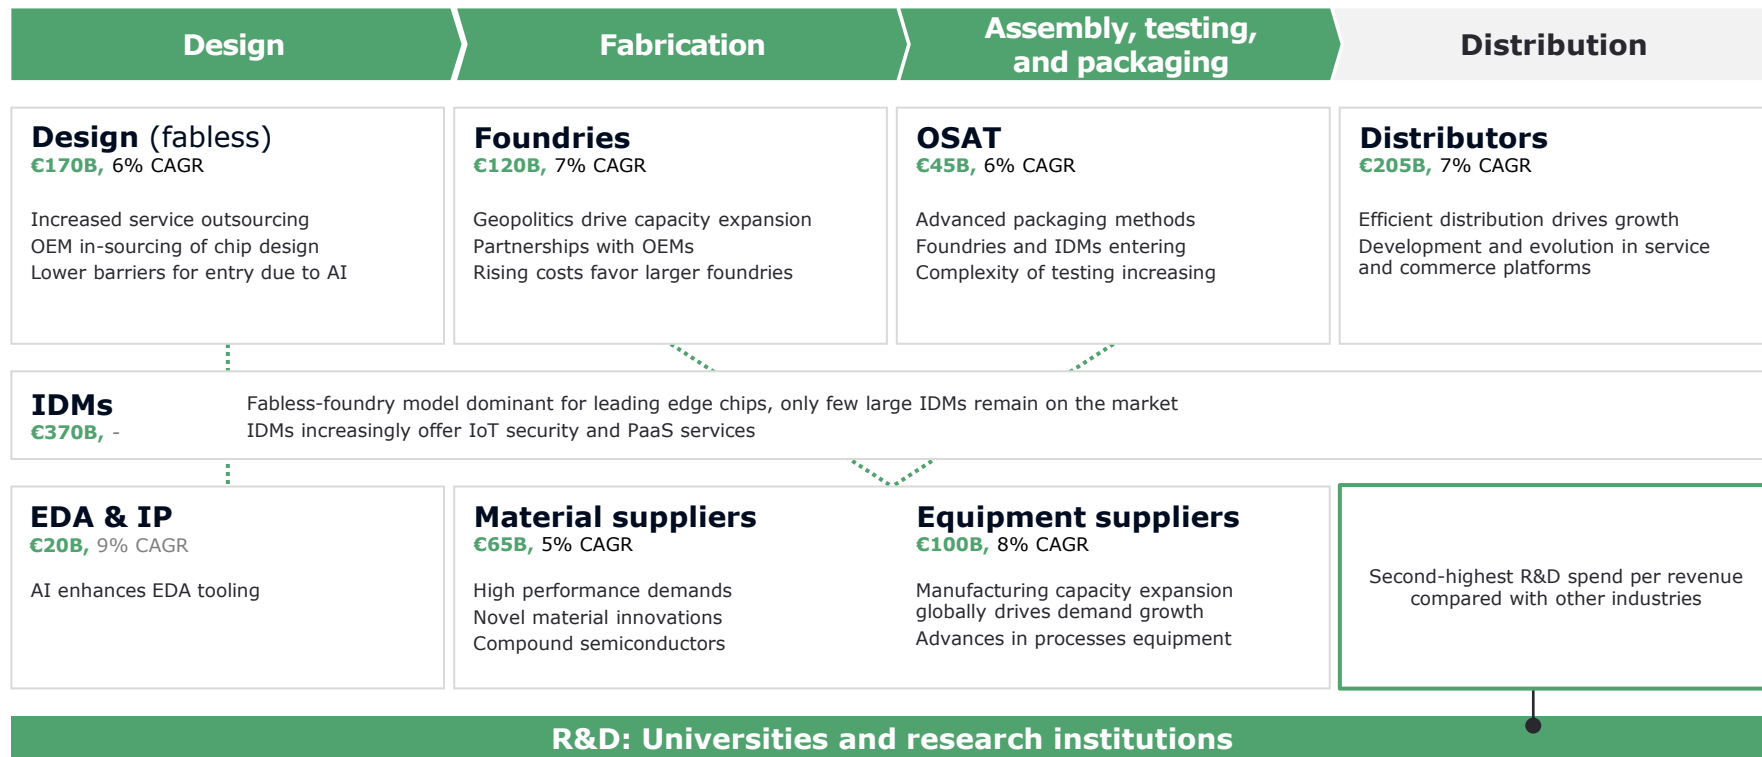 Design
Fabrication
Assembly, testing,
and packaging
Distribution
Design (fabless)
€170B, 6% CAGR
Increased service outsourcing
OEM in-sourcing of chip design
Lower barriers for entry due to AI
Foundries
€120B, 7% CAGR
Geopolitics drive capacity expansion
Partnerships with OEMs
Rising costs favor larger foundries
OSAT
€45B, 6% CAGR
Advanced packaging methods
Foundries and IDMs entering
Complexity of testing increasing
Distributors
€205B, 7% CAGR
Efficient distribution drives growth
Development and evolution in service
and commerce platforms
IDMs
€370B, -
Fabless-foundry model dominant for leading edge chips, only few large IDMs remain on the market
IDMs increasingly offer IoT security and PaaS services
EDA & IP
€20B, 9% CAGR
AI enhances EDA tooling
Material suppliers
€65B, 5% CAGR
High performance demands
Novel material innovations
Compound semiconductors
Equipment suppliers
€100B, 8% CAGR
Manufacturing capacity expansion
globally drives demand growth
Advances in processes equipment
Second-highest R&D spend per revenue
compared with other industries
R&D: Universities and research institutions